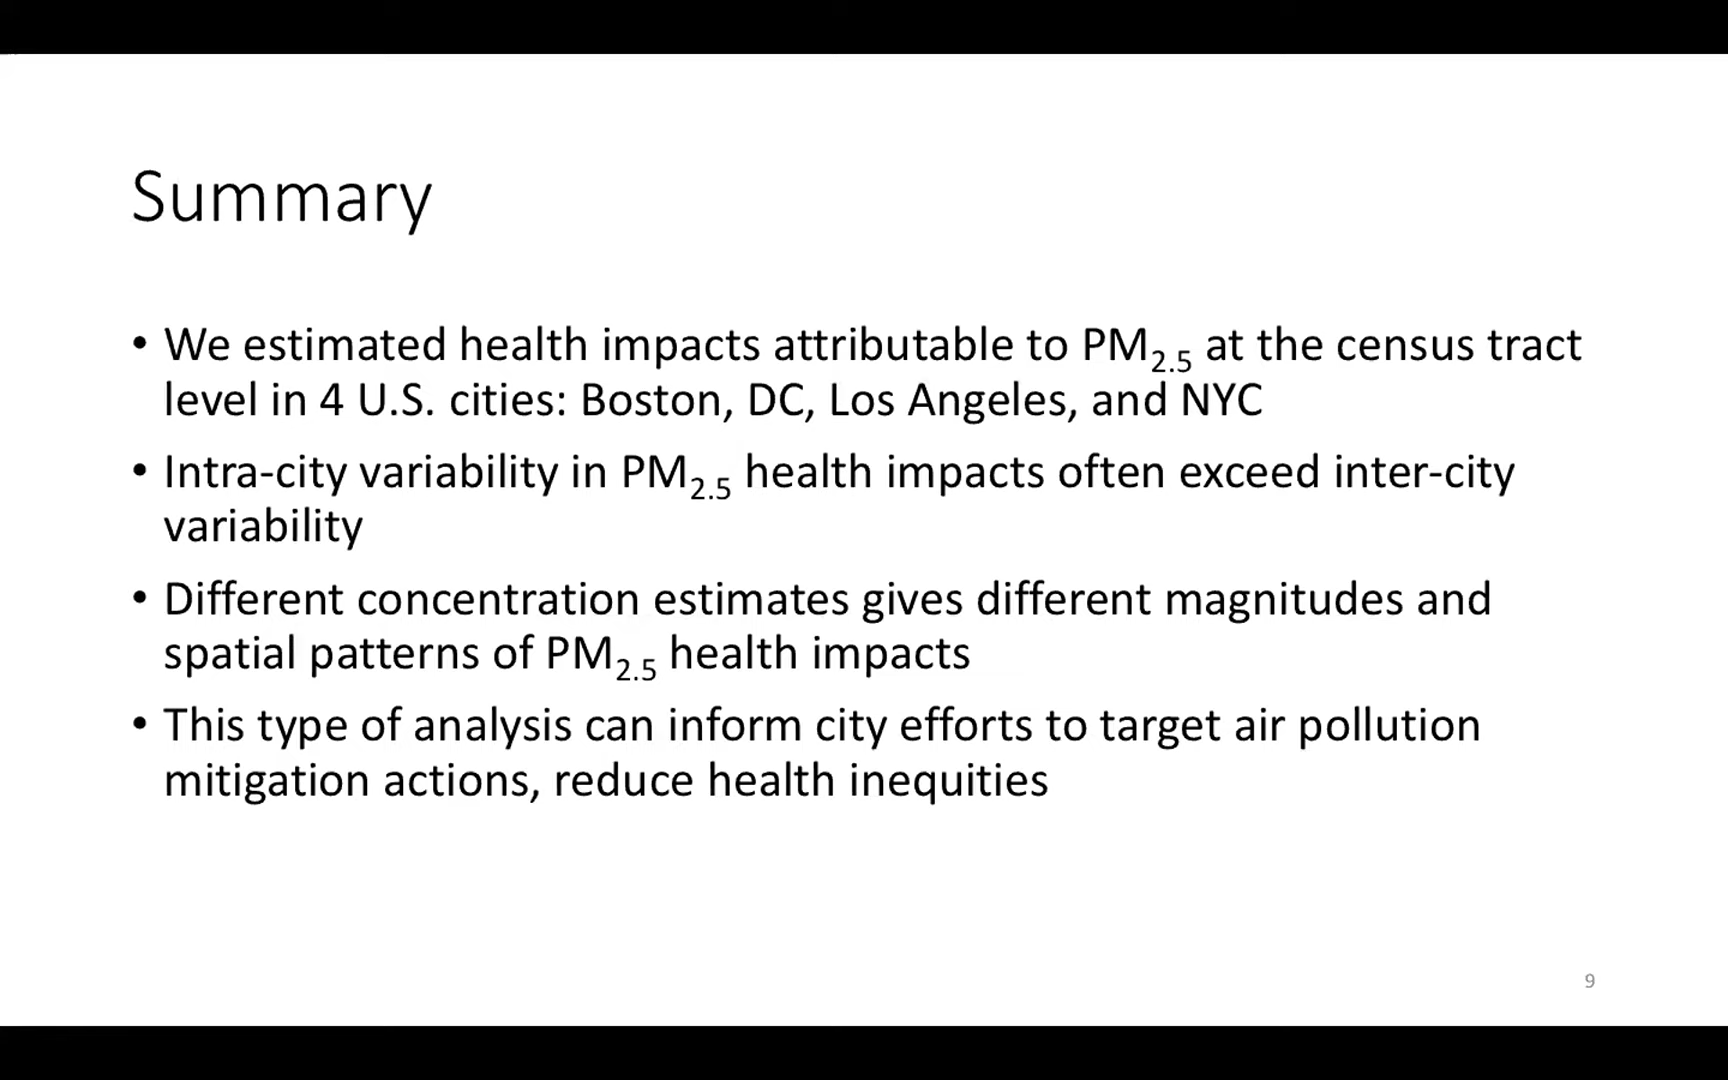 Summary
• We estimated health impacts attributable to PM2.5 at the census tract
level in 4 U.S. cities: Boston, DC, Los Angeles, and NYC
• Intra-city variability in PM2.5 health impacts often exceed inter-city
variability
• Different concentration estimates gives different magnitudes and
spatial patterns of PM2.5 health impacts
• This type of analysis can inform city efforts to target air pollution
mitigation actions, reduce health inequities
9